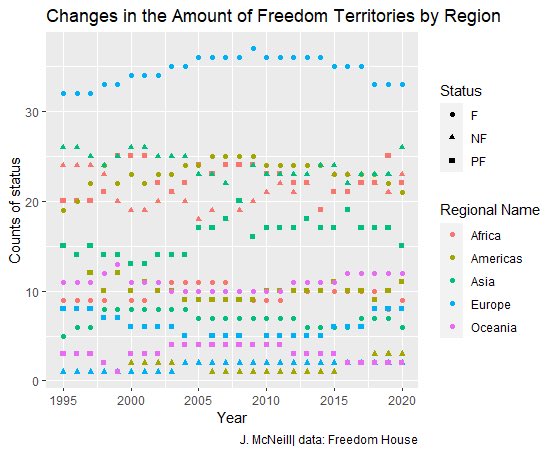 Changes in the Amount of Freedom Territories by Region
Counts of status
30
20
10
0
1995
2000
2005
2010
2015
2020
Year
Status
F
NF
PF
Regional Name
Africa
Americas
Asia
Europe
Oceania
J. McNeill| data: Freedom House